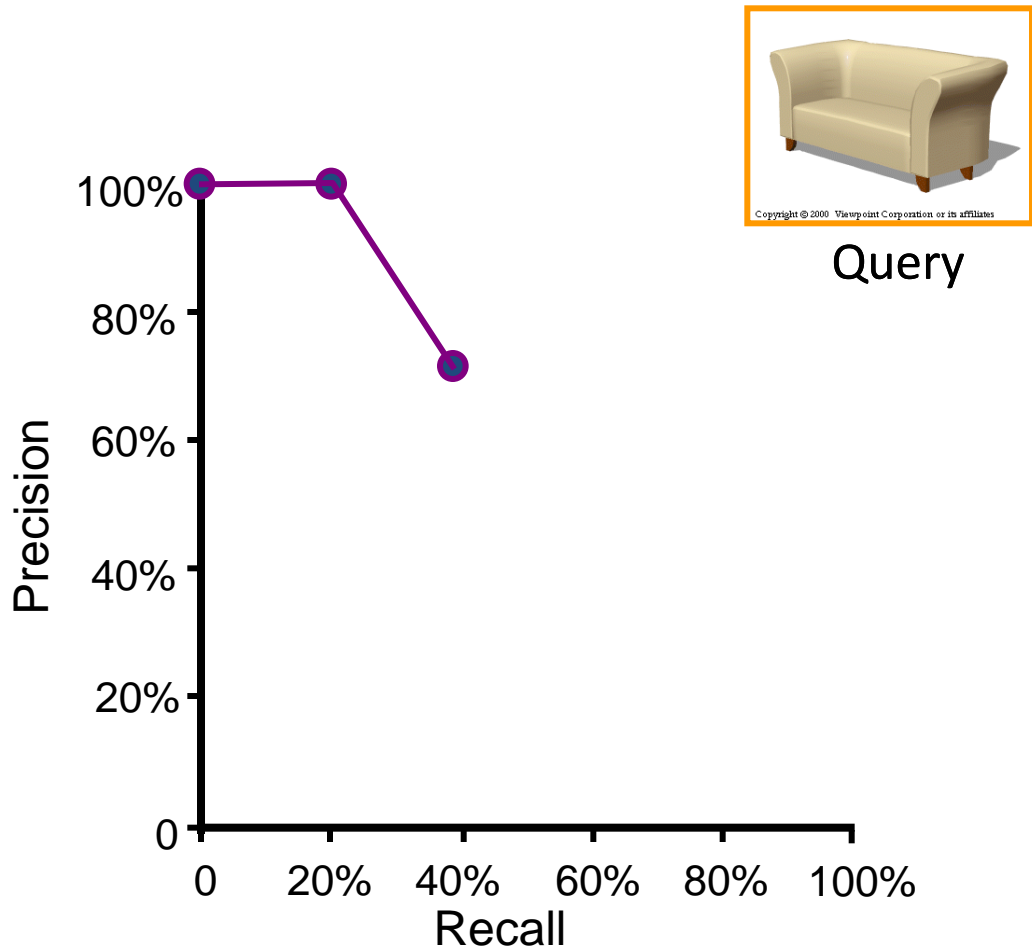 Copyright © 2000 Viewpoint Corporation or its affiliates
Query
100%
80%
60%
40%
20%
0
Precision
0 20% 40% 60% 80% 100%
Recall